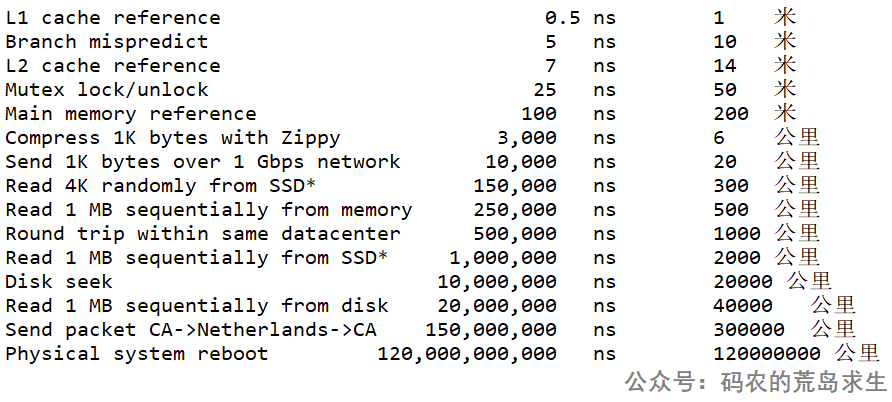 L1 cache reference 0.5 ns 1 米
Branch mispredict 5 ns 10 米
L2 cache reference 7 ns 14 米
Mutex lock/unlock 25 ns 50 米
Main memory reference 100 ns 200 米
Compress 1K bytes with Zippy 3,000 ns 6 公里
Send 1K bytes over 1 Gbps network 10,000 ns 20 公里
Read 4K randomly from SSD* 150,000 ns 300 公里
Read 1 MB sequentially from memory 250,000 ns 500 公里
Round trip within same datacenter 500,000 ns 1000 公里
Read 1 MB sequentially from SSD* 1,000,000 ns 2000 公里
Disk seek 10,000,000 ns 20000 公里
Read 1 MB sequentially from disk 20,000,000 ns 40000 公里
Send packet CA->Netherlands->CA 150,000,000 ns 300000 公里
Physical system reboot 120,000,000,000 ns 120000000 公里
公众号：码农的荒岛求生